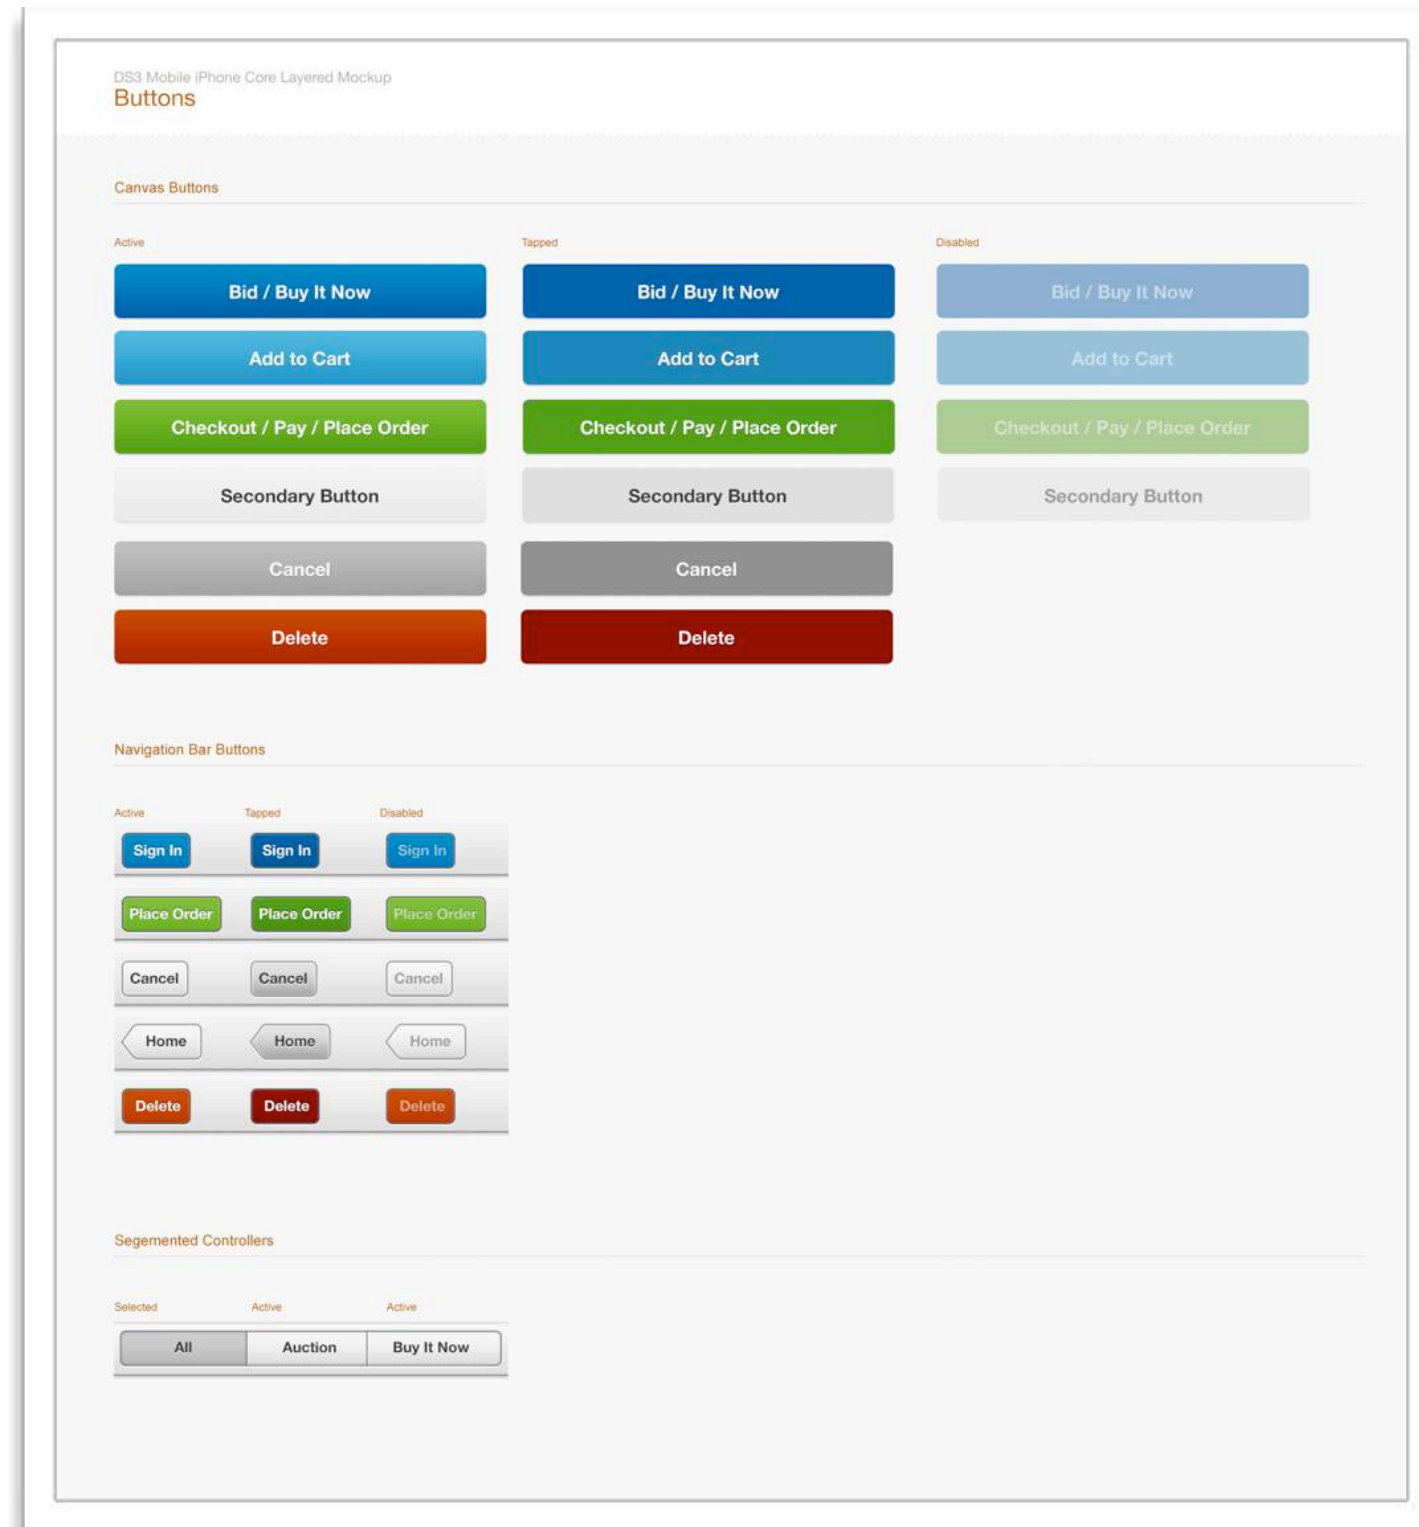 DS3 Mobile iPhone Core Layered Mockup
Buttons
Canvas Buttons
Active Tapped Disabled
Bid / Buy It Now Bid / Buy It Now Bid / Buy It Now
Add to Cart Add to Cart Add to Cart
Checkout / Pay / Place Order Checkout / Pay / Place Order Checkout / Pay / Place Order
Secondary Button Secondary Button Secondary Button
Cancel Cancel
Delete Delete
Navigation Bar Buttons
Active Tapped Disabled
Sign In Sign In Sign In
Place Order Place Order Place Order
Cancel Cancel Cancel
Home Home Home
Delete Delete Delete
Segemented Controllers
Selected Active Active
All Auction Buy It Now